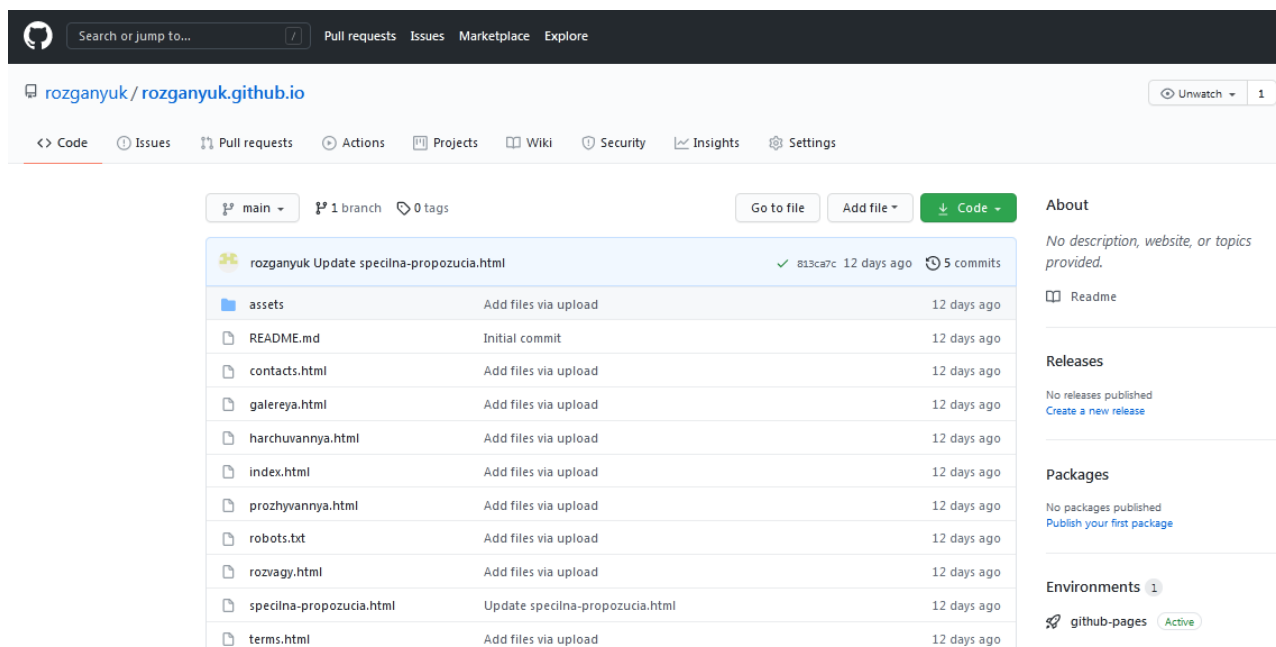 Search or jump to... / Pull requests Issues Marketplace Explore
rozganyuk / rozganyuk.github.io Unwatch 1
<> Code Issues Pull requests Actions Projects Wiki Security Insights Settings
main 1 branch 0 tags Go to file Add file Code
rozganyuk Update specilna-propozucia.html 813ca7c 12 days ago 5 commits
assets Add files via upload 12 days ago
README.md Initial commit 12 days ago
contacts.html Add files via upload 12 days ago
galereya.html Add files via upload 12 days ago
harchuvannya.html Add files via upload 12 days ago
index.html Add files via upload 12 days ago
prozhyvannya.html Add files via upload 12 days ago
robots.txt Add files via upload 12 days ago
rozvagy.html Add files via upload 12 days ago
specilna-propozucia.html Update specilna-propozucia.html 12 days ago
terms.html Add files via upload 12 days ago
About
No description, website, or topics
provided.
Readme
Releases
No releases published
Create a new release
Packages
No packages published
Publish your first package
Environments 1
github-pages Active